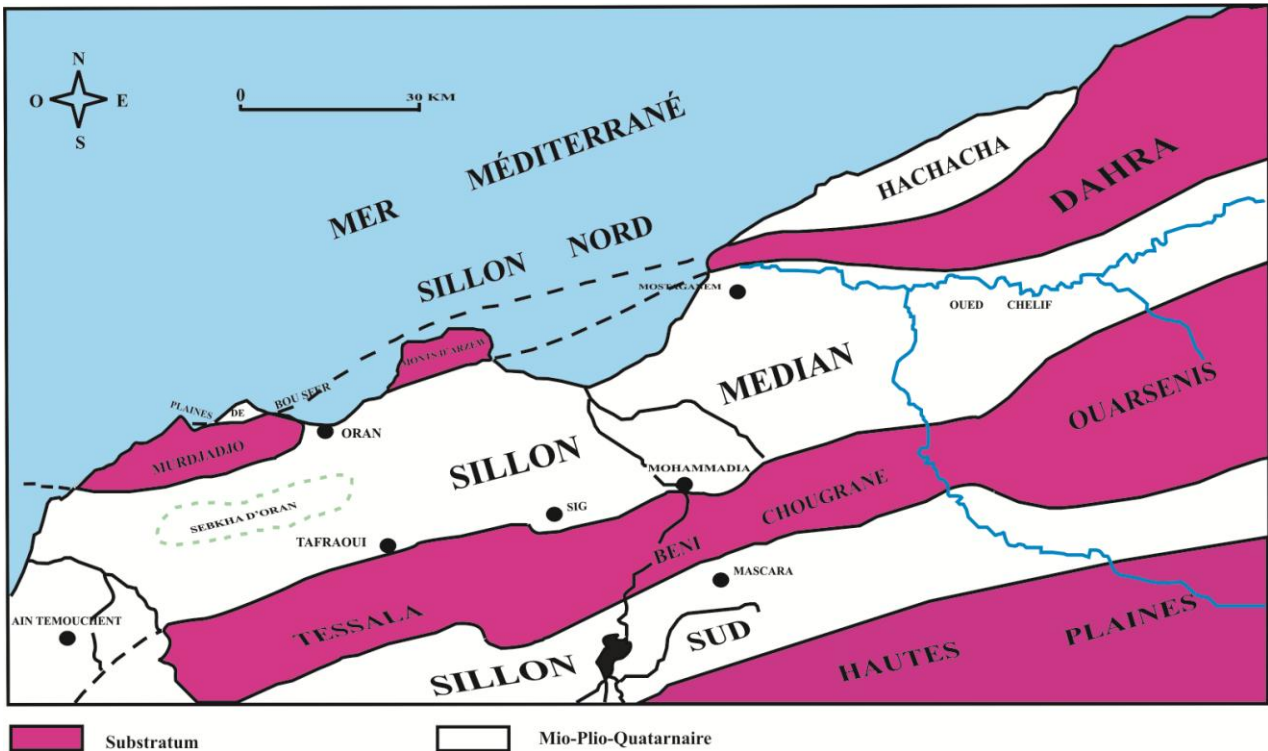 N
O E
S
0 30 KM
MER MÉDITERRANÉ
SILLON NORD
HACHACHA
DAHRA
MOSTAGANEM
OUED CHELIF
MONTS D'ARZEW
MEDIAN
OUARSENIS
PLAINES DE BOU SFER
ORAN
MURDJADJO
SILLON
MOHAMMADIA
CHOUGRANE
SEBKHA D'ORAN
SIG
TAFRAOUI
BENI
MASCARA
AIN TEMOUCHENT
TESSALA
SUD
PLAINES
SILLON
HAUTES
Substratum
Mio-Plio-Quatarnaire